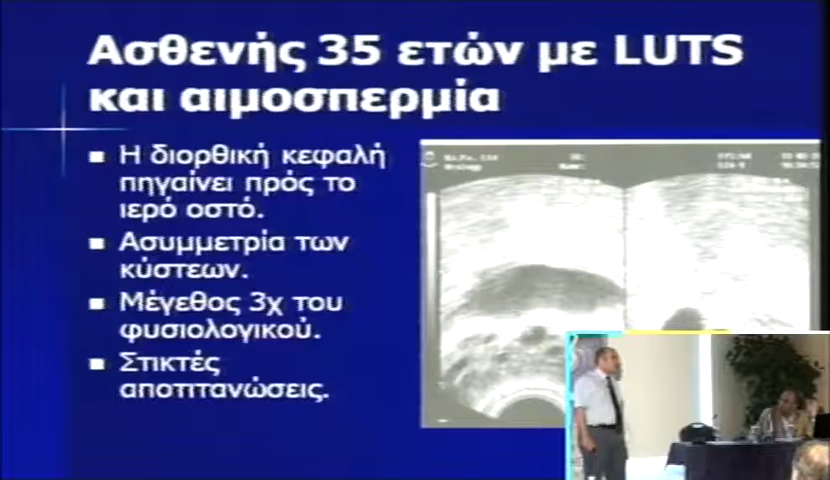 Ασθενής 35 ετών με LUTS
και αιμοσπερμία
Η διορθική κεφαλή
πηγαίνει πρός το
ιερό οστό.
Ασυμμετρία των
κύστεων.
Μέγεθος 3χ του
φυσιολογικού.
Στικτές
αποτιτανώσεις.